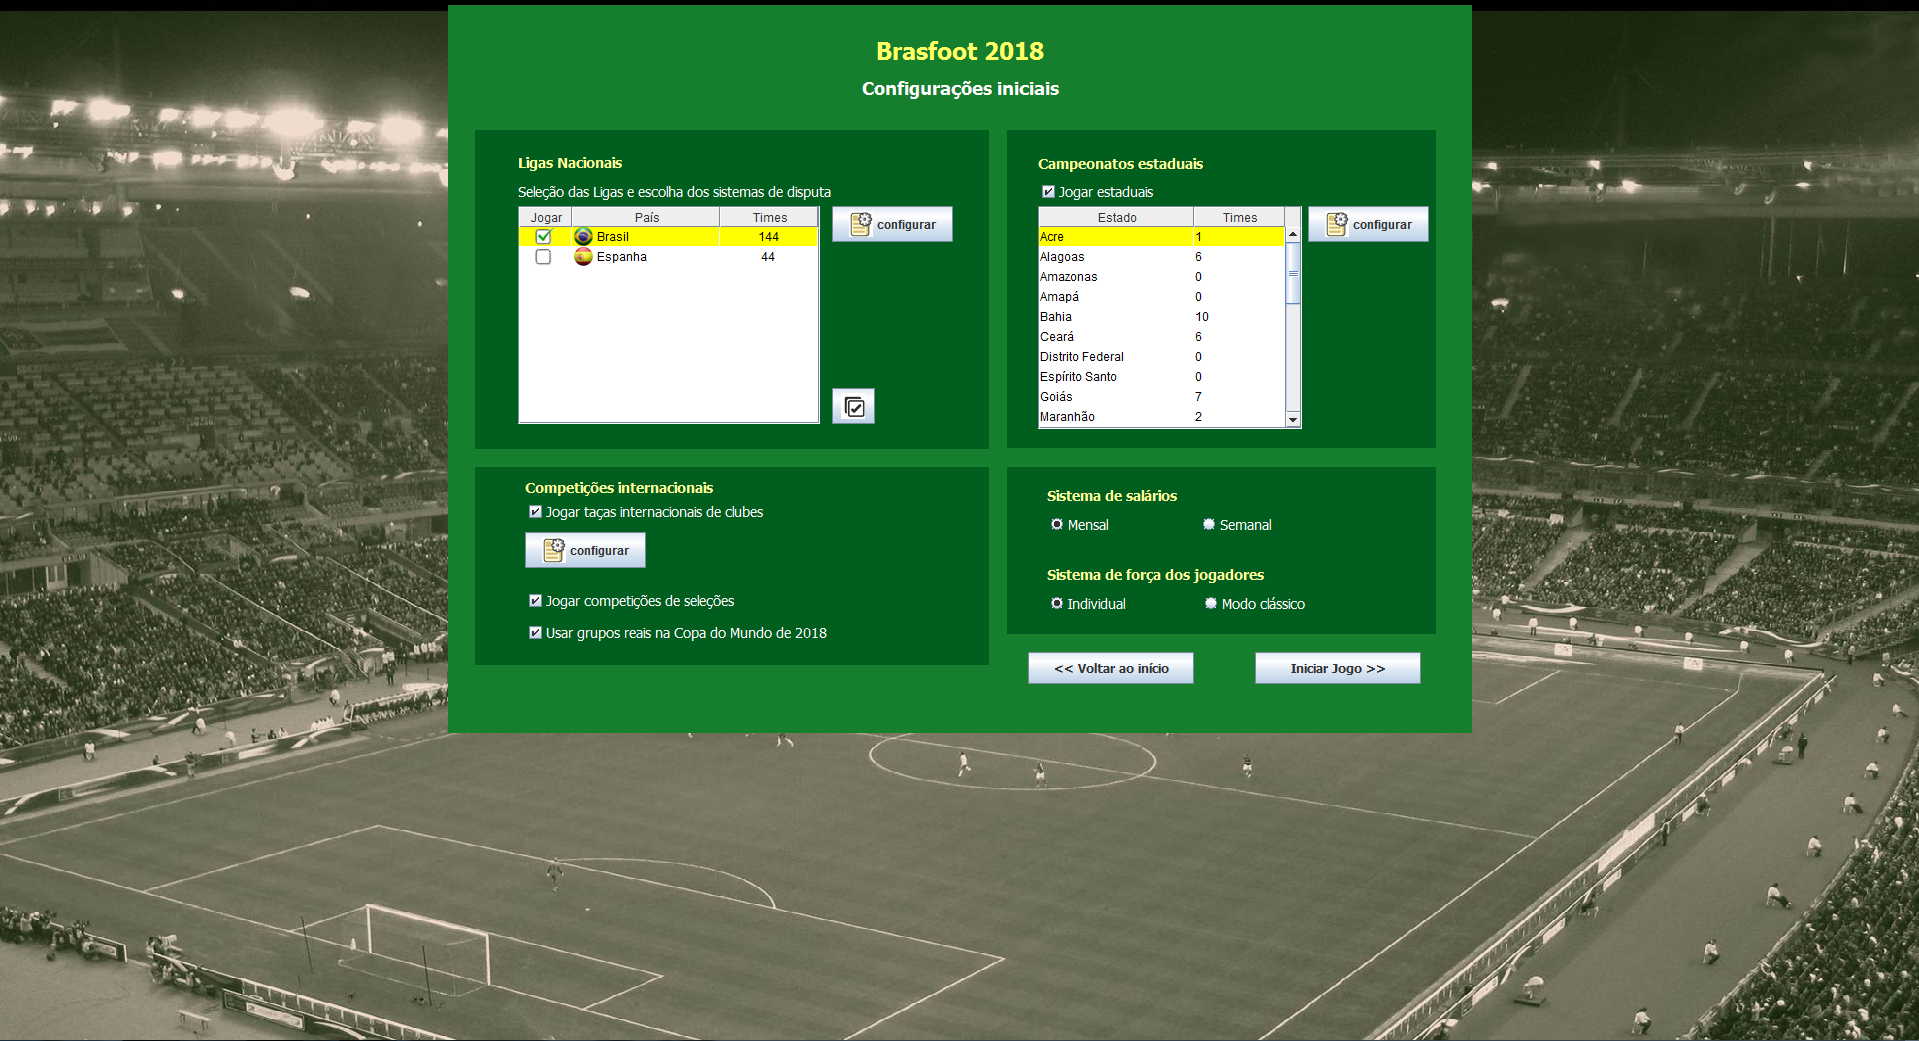 Brasfoot 2018
Configurações iniciais
Ligas Nacionais
Seleção das Ligas e escolha dos sistemas de disputa
Jogar País Times
Brasil 144
Espanha 44
configurar
Campeonatos estaduais
Jogar estaduais
Estado Times
Acre 1
Alagoas 6
Amazonas 0
Amapá 0
Bahia 10
Ceará 6
Distrito Federal 0
Espírito Santo 0
Goiás 7
Maranhão 2
configurar
Competições internacionais
Jogar taças internacionais de clubes
configurar
Jogar competições de seleções
Usar grupos reais na Copa do Mundo de 2018
Sistema de salários
Mensal Semanal
Sistema de força dos jogadores
Individual Modo clássico
<< Voltar ao início
Iniciar Jogo >>